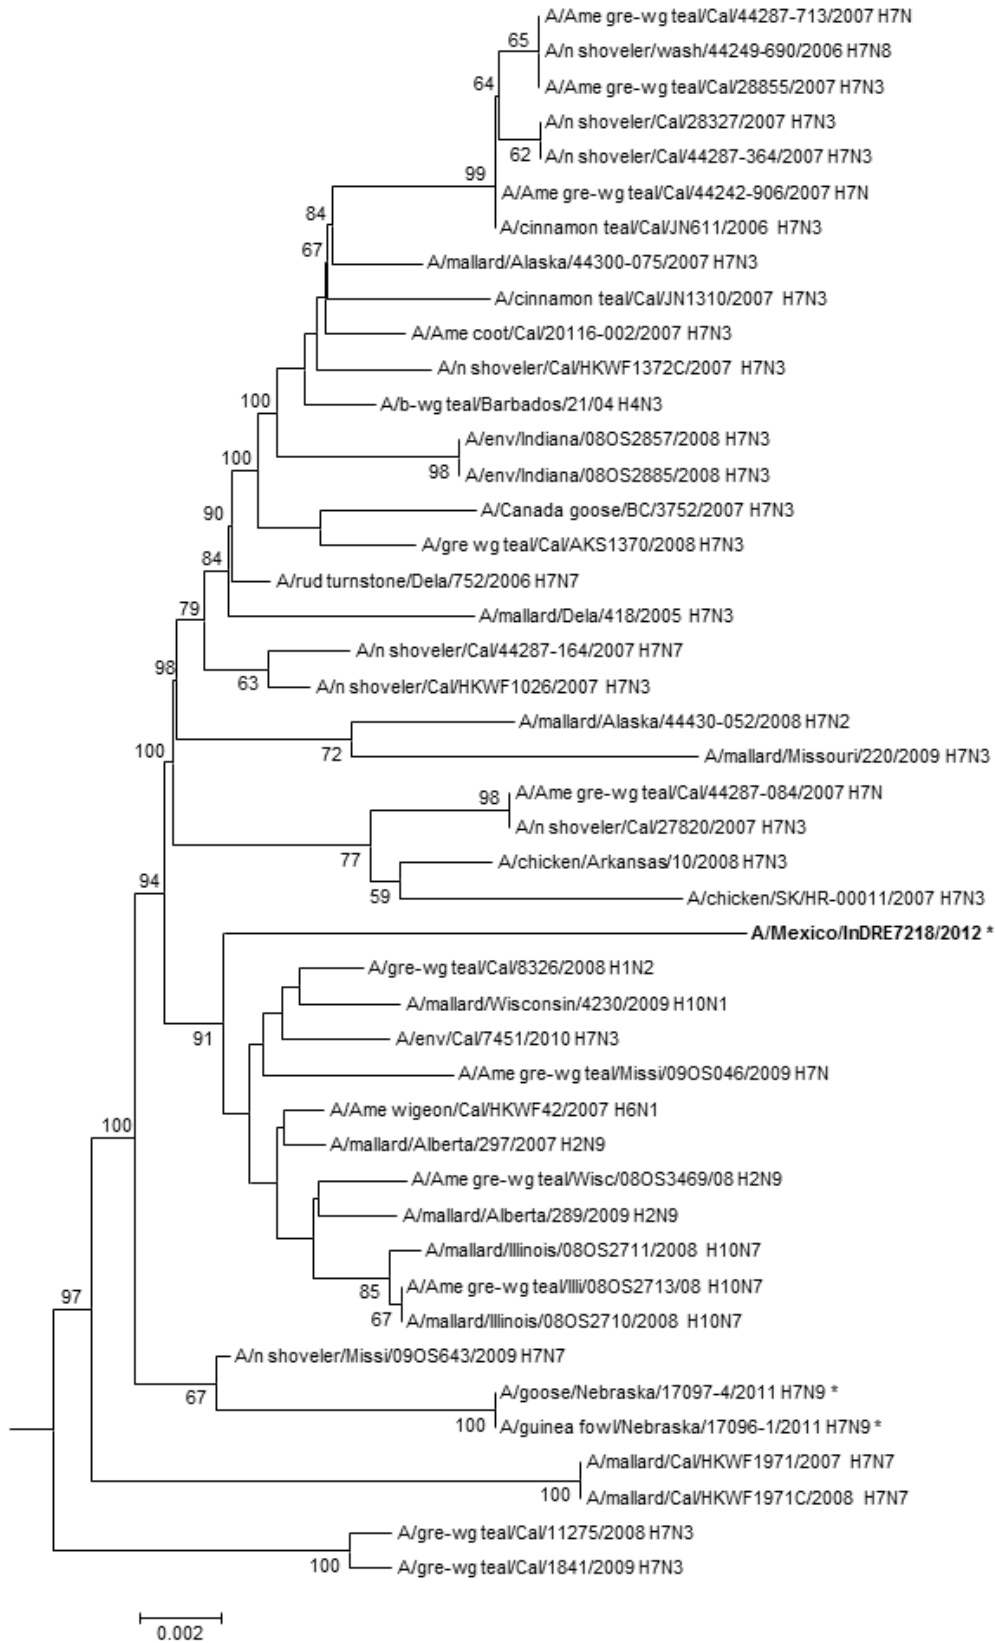 A/Ame gre-wg teal/Cal/44287-713/2007 H7N
65
A/n shoveler/wash/44249-690/2006 H7N8
64
A/Ame gre-wg teal/Cal/28855/2007 H7N3
A/n shoveler/Cal/28327/2007 H7N3
62
A/n shoveler/Cal/44287-364/2007 H7N3
99
A/Ame gre-wg teal/Cal/44242-906/2007 H7N
84
A/cinnamon teal/Cal/JN611/2006 H7N3
67
A/mallard/Alaska/44300-075/2007 H7N3
A/cinnamon teal/Cal/JN1310/2007 H7N3
A/Ame coot/Cal/20116-002/2007 H7N3
A/n shoveler/Cal/HKWF1372C/2007 H7N3
100
A/b-wg teal/Barbados/21/04 H4N3
A/env/Indiana/08OS2857/2008 H7N3
100
98
A/env/Indiana/08OS2885/2008 H7N3
90
A/Canada goose/BC/3752/2007 H7N3
A/gre wg teal/Cal/AKS1370/2008 H7N3
84
A/rud turnstone/Dela/752/2006 H7N7
79
A/mallard/Dela/418/2005 H7N3
A/n shoveler/Cal/44287-164/2007 H7N7
98
63
A/n shoveler/Cal/HKWF1026/2007 H7N3
A/mallard/Alaska/44430-052/2008 H7N2
100
72
A/mallard/Missouri/220/2009 H7N3
98
A/Ame gre-wg teal/Cal/44287-084/2007 H7N
A/n shoveler/Cal/27820/2007 H7N3
77
A/chicken/Arkansas/10/2008 H7N3
94
59
A/chicken/SK/HR-00011/2007 H7N3
A/Mexico/InDRE7218/2012 *
A/gre-wg teal/Cal/8326/2008 H1N2
A/mallard/Wisconsin/4230/2009 H10N1
91
A/env/Cal/7451/2010 H7N3
A/Ame gre-wg teal/Missi/09OS046/2009 H7N
A/Ame wigeon/Cal/HKWF42/2007 H6N1
100
A/mallard/Alberta/297/2007 H2N9
A/Ame gre-wg teal/Wisc/08OS3469/08 H2N9
A/mallard/Alberta/289/2009 H2N9
A/mallard/Illinois/08OS2711/2008 H10N7
85
A/Ame gre-wg teal/Illi/08OS2713/08 H10N7
97
67
A/mallard/Illinois/08OS2710/2008 H10N7
A/n shoveler/Missi/09OS643/2009 H7N7
67
A/goose/Nebraska/17097-4/2011 H7N9 *
100
A/guinea fowl/Nebraska/17096-1/2011 H7N9 *
A/mallard/Cal/HKWF1971/2007 H7N7
100
A/mallard/Cal/HKWF1971C/2008 H7N7
A/gre-wg teal/Cal/11275/2008 H7N3
100
A/gre-wg teal/Cal/1841/2009 H7N3
0.002